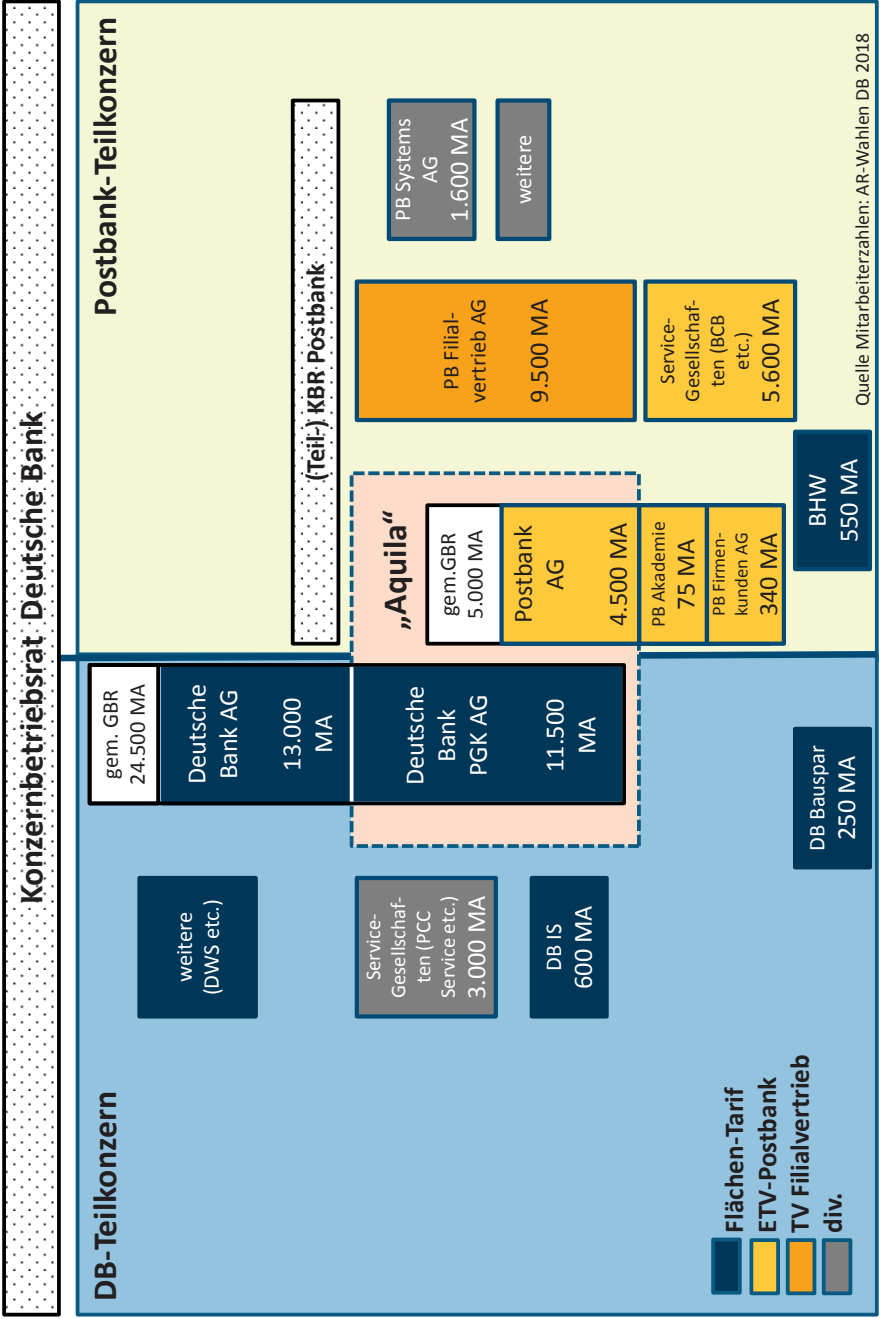 Konzernbetriebsrat Deutsche Bank
DB-Teilkonzern
Postbank-Teilkonzern
weitere
(DWS etc.)
Service-
Gesellschaf-
ten (PCC
Service etc.)
3.000 MA
DB IS
600 MA
DB Bauspar
250 MA
gem. GBR
24.500 MA
Deutsche
Bank AG
13.000
MA
Deutsche
Bank
PGK AG
11.500
MA
„Aquila“
gem.GBR
5.000 MA
Postbank
AG
4.500 MA
PB Akademie
75 MA
PB Firmen-
kunden AG
340 MA
BHW
550 MA
(Teil-) KBR Postbank
PB Filial-
vertrieb AG
9.500 MA
Service-
Gesellschaf-
ten (BCB
etc.)
5.600 MA
PB Systems
AG
1.600 MA
weitere
Flächen-Tarif
ETV-Postbank
TV Filialvertrieb
div.
Quelle Mitarbeiterzahlen: AR-Wahlen DB 2018